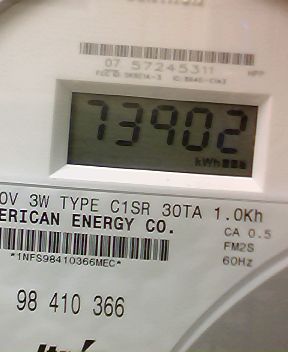 07 57245311
73902
kWh
0V 3W TYPE C1SR 30TA 1.0Kh
ERICAN ENERGY CO.
CA 0.5
FM2S
*1NFS98410366MEC*
60Hz
98 410 366